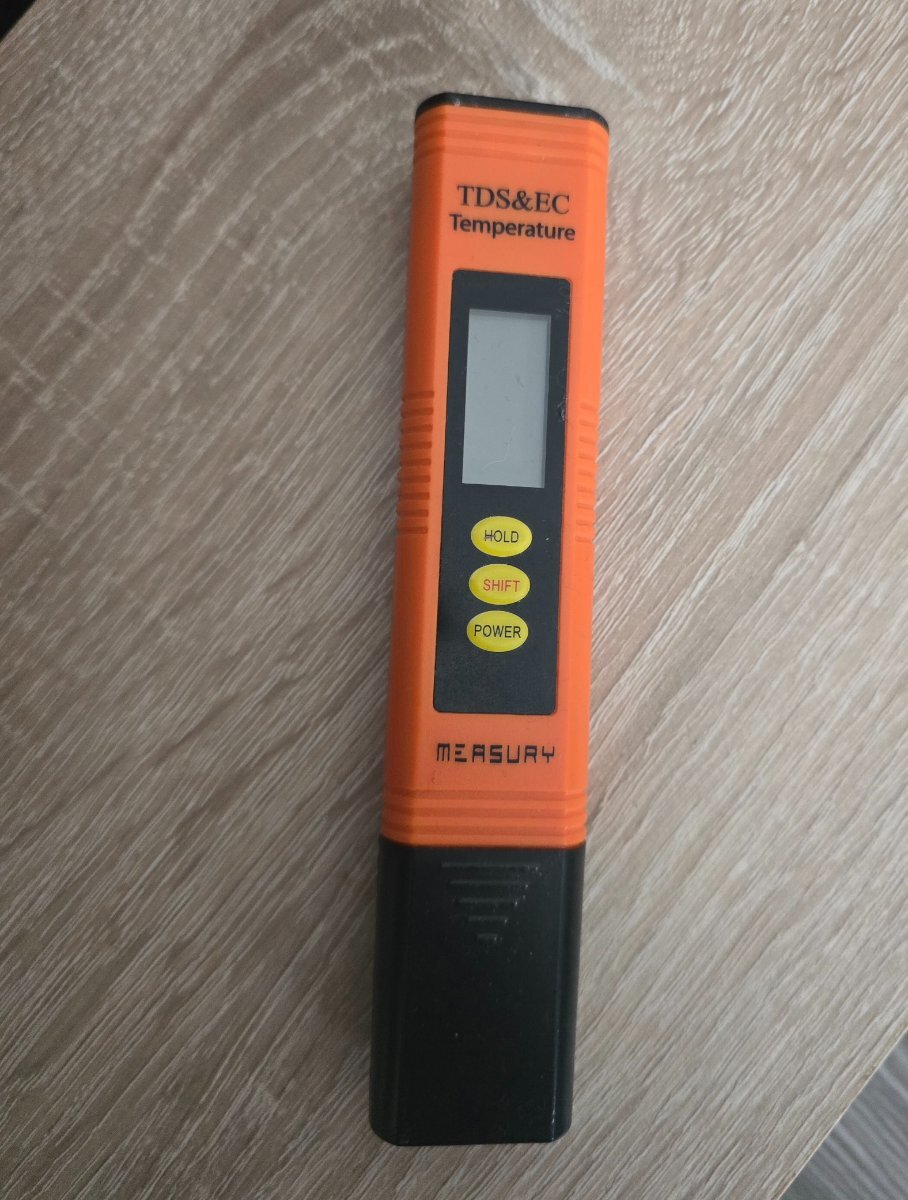 TDS&EC
Temperature
HOLD
SHIFT
POWER
MEASURY